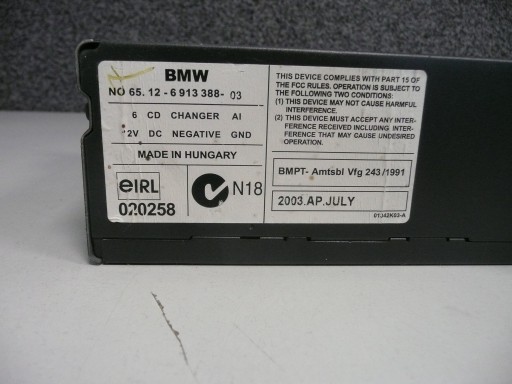 BMW
NO 65. 12 - 6 913 388- 03
6 CD CHANGER AI
12V DC NEGATIVE GND
MADE IN HUNGARY
eIRL
020258
N18
THIS DEVICE COMPLIES WITH PART 15 OF
THE FCC RULES. OPERATION IS SUBJECT TO
THE FOLLOWING TWO CONDITIONS:
(1) THIS DEVICE MAY NOT CAUSE HARMFUL
INTERFERENCE.
(2) THIS DEVICE MUST ACCEPT ANY INTER-
FERENCE RECEIVED INCLUDING INTER-
FERENCE THAT MAY CAUSE UNDESIRED
OPERATION.
BMPT- Amtsbl Vfg 243/1991
2003.AP.JULY
01342K03-A